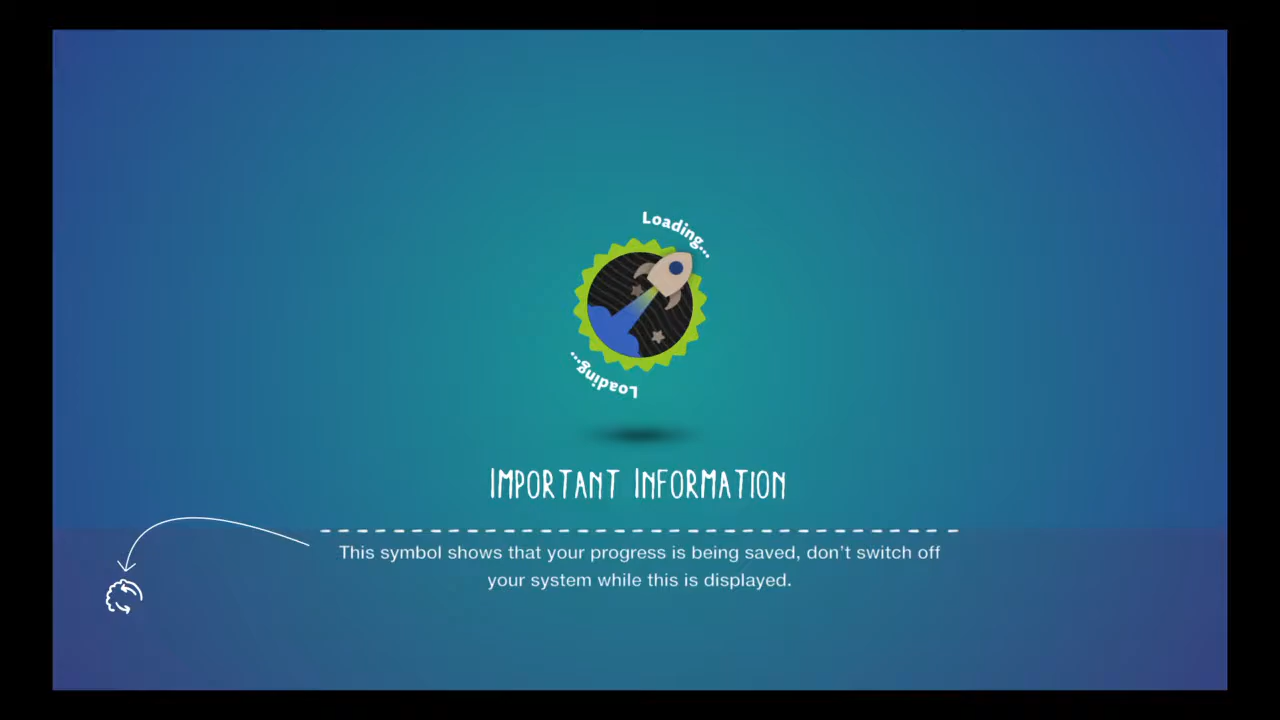 Loading...
Loading...
Important Information
This symbol shows that your progress is being saved, don't switch off
your system while this is displayed.